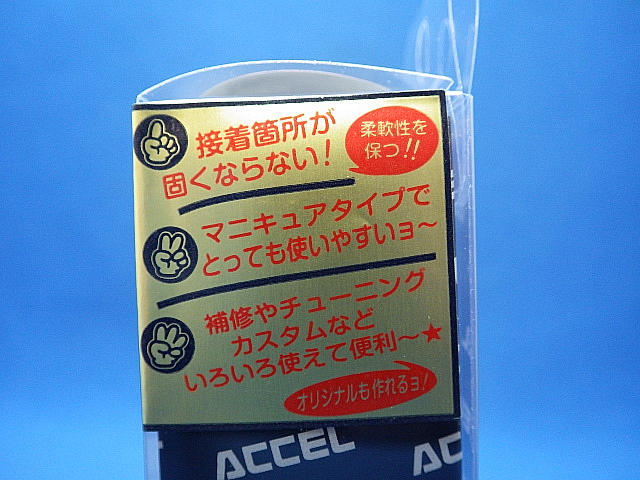 接着箇所が
固くならない!
柔軟性を
保つ!!
マニキュアタイプで
とっても使いやすいョ~
補修やチューニング
カスタムなど
いろいろ使えて便利~★
オリジナルも作れるョ!
ACCEL
AC